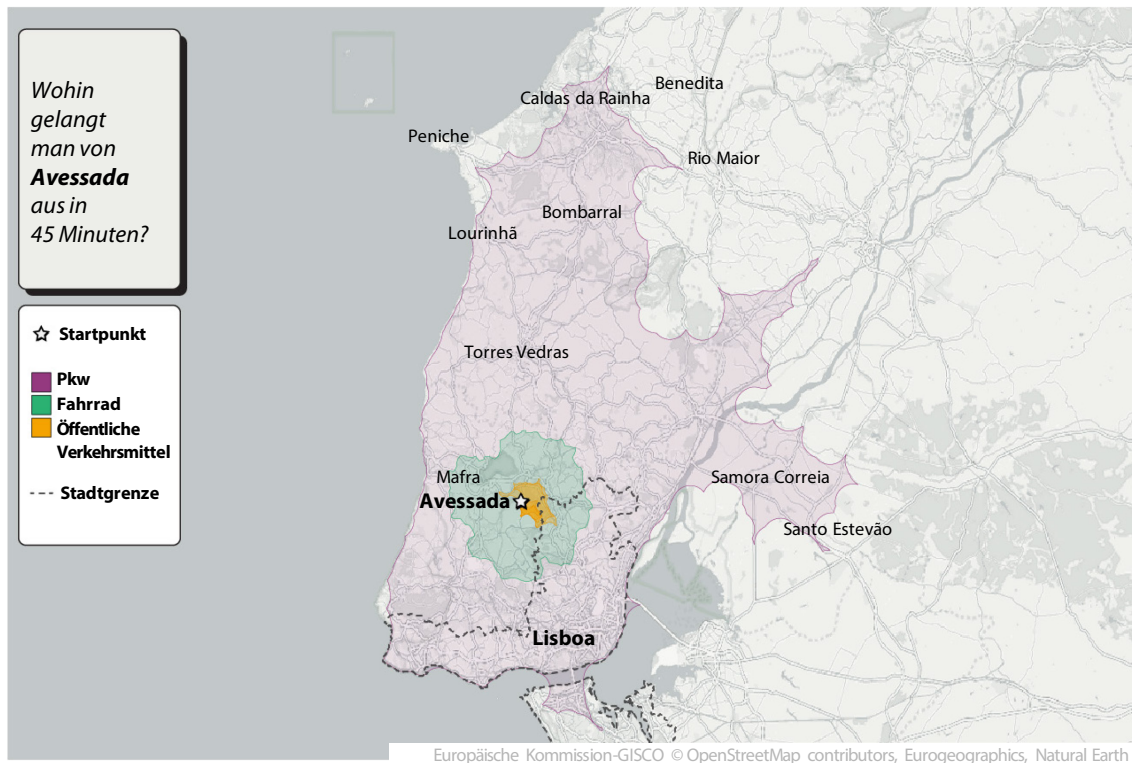 Wohin
gelangt
man von
Avessada
aus in
45 Minuten?
Startpunkt
Pkw
Fahrrad
Öffentliche
Verkehrsmittel
Stadtgrenze
Benedita
Caldas da Rainha
Peniche
Rio Maior
Bombarral
Lourinhã
Torres Vedras
Mafra
Samora Correia
Avessada
Santo Estevão
Lisboa
Europäische Kommission-GISCO © OpenStreetMap contributors, Eurogeographics, Natural Earth